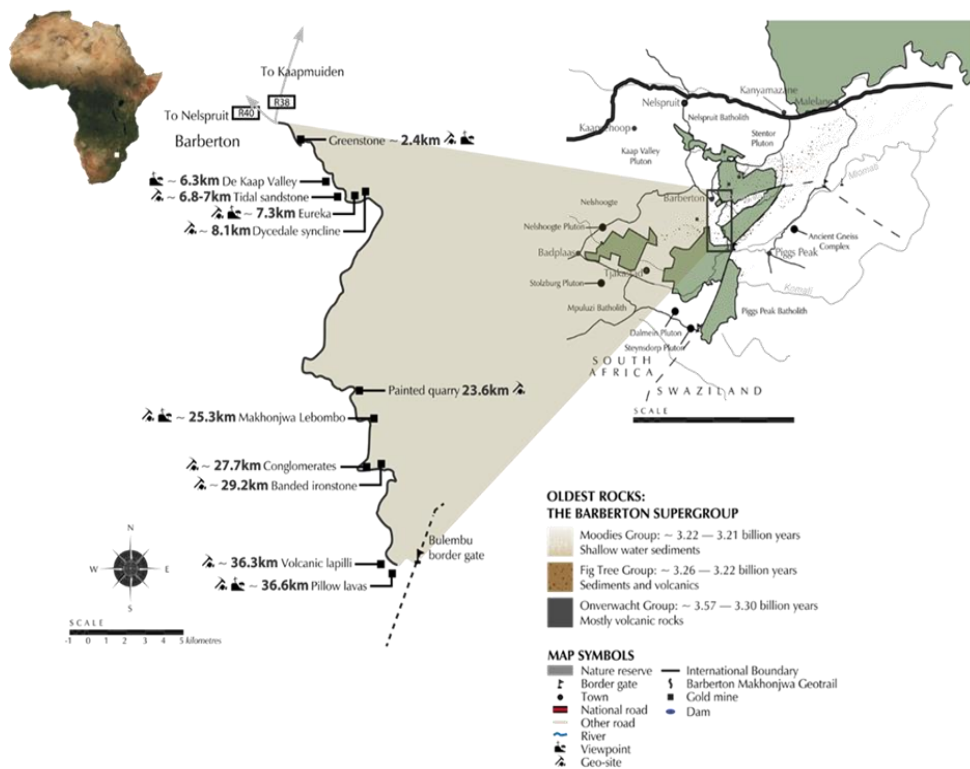 To Kaapmuiden
R38
To Nelspruit
R40
Barberton
Greenstone ~ 2.4km
~ 6.3km De Kaap Valley
~ 6.8-7km Tidal sandstone
~ 7.3km Eureka
~ 8.1km Dycedale syncline
Painted quarry 23.6km
~ 25.3km Makhonjwa Lebombo
~ 27.7km Conglomerates
~ 29.2km Banded ironstone
Bulembu
border gate
~ 36.3km Volcanic lapilli
~ 36.6km Pillow lavas
N
W
E
S
SCALE
-1 0 1 2 3 4 5 kilometres
Kanyamazane
Nelspruit
Malelane
Nelspruit Batholith
Kaapsehoop
Stentor
Pluton
Kaap Valley
Pluton
Mlomati
Barberton
Nelshoogte
Nelshoogte Pluton
Ancient Gneiss
Complex
Badplaas
Piggs Peak
Stolzburg Pluton
Komati
Mpuluzi Batholith
Piggs Peak Batholith
Dalmein Pluton
Steynsdorp Pluton
SOUTH
AFRICA
SWAZILAND
SCALE
OLDEST ROCKS:
THE BARBERTON SUPERGROUP
Moodies Group: ~ 3.22 — 3.21 billion years
Shallow water sediments
Fig Tree Group: ~ 3.26 — 3.22 billion years
Sediments and volcanics
Onverwacht Group: ~ 3.57 — 3.30 billion years
Mostly volcanic rocks
MAP SYMBOLS
Nature reserve
Border gate
Town
National road
Other road
River
Viewpoint
Geo-site
International Boundary
Barberton Makhonjwa Geotrail
Gold mine
Dam